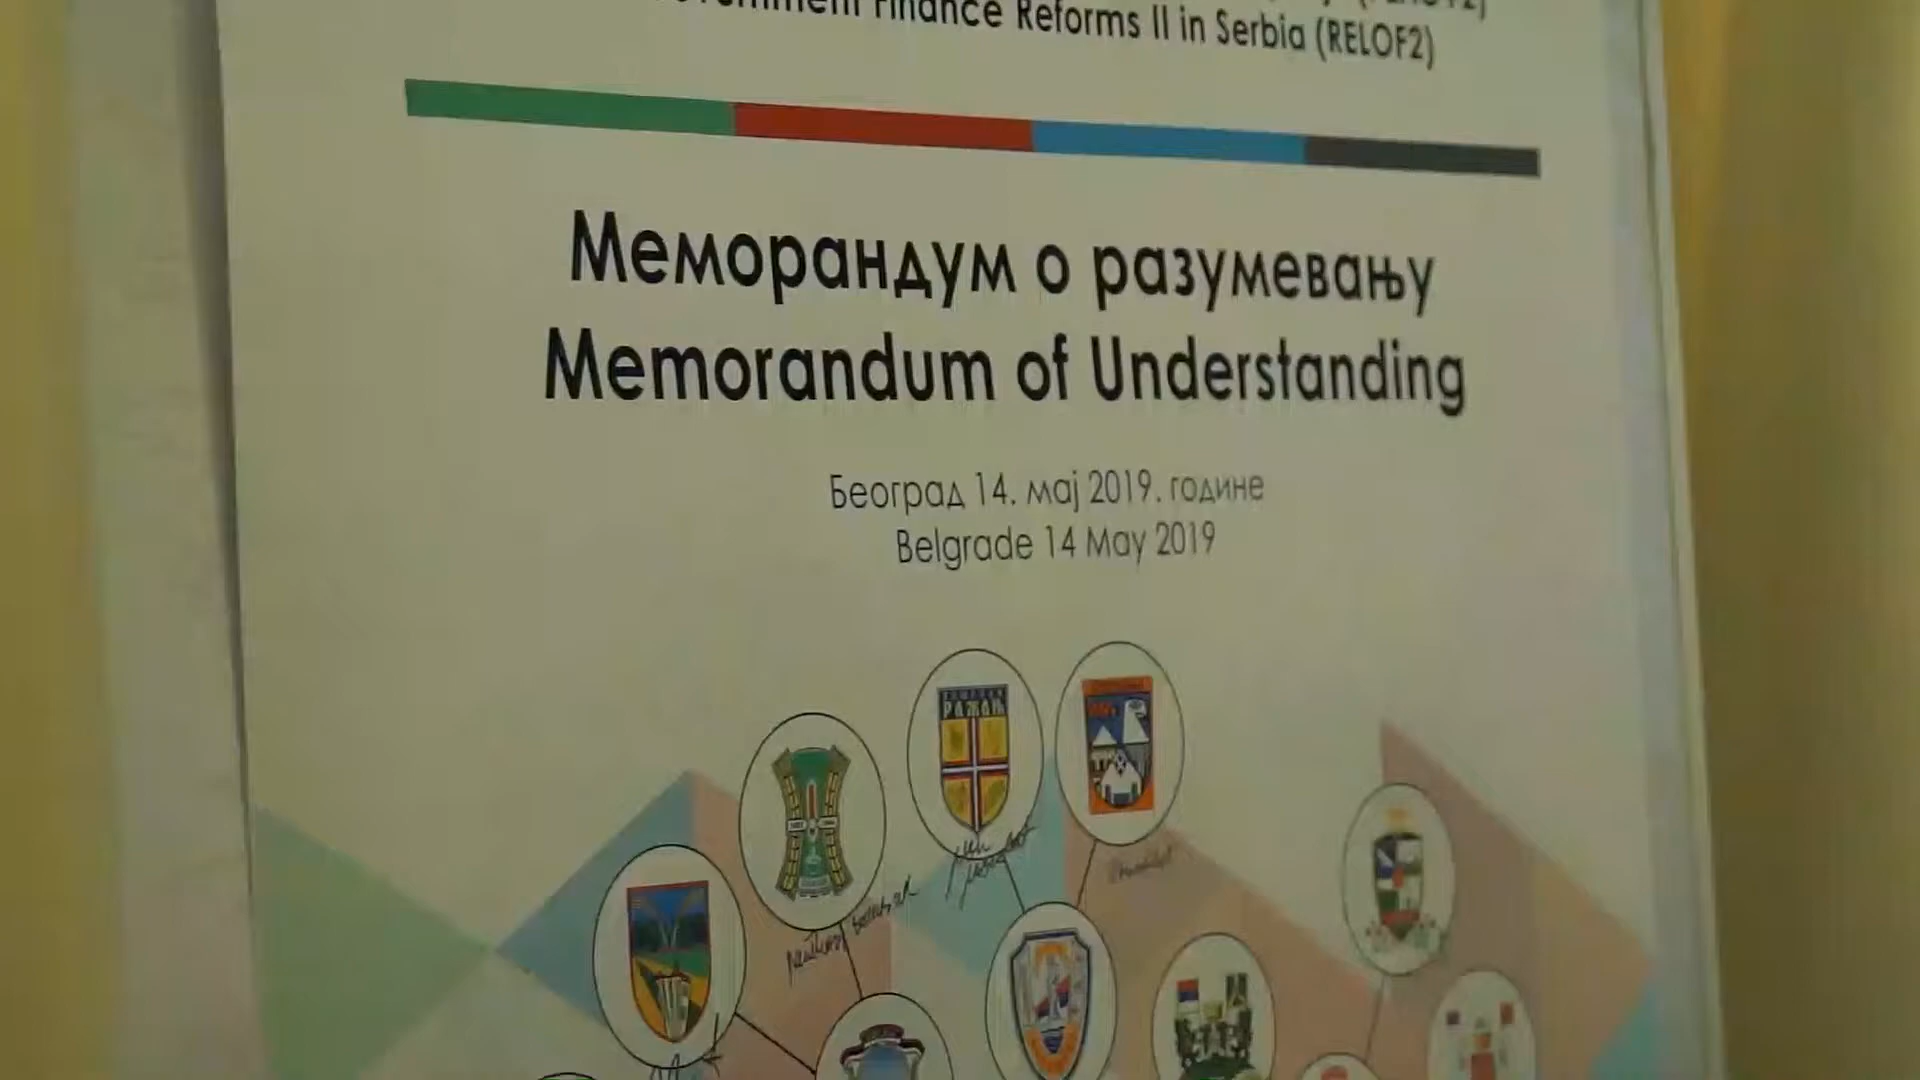 Finance Reforms II in Serbia (RELOF2)
Меморандум о разумевању
Memorandum of Understanding
Београд 14. мај 2019. године
Belgrade 14 May 2019
РАЖАЊ